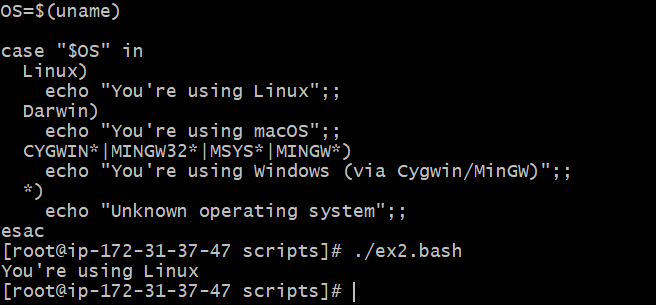 OS=$(uname)
case "$OS" in
Linux)
echo "You're using Linux";;
Darwin)
echo "You're using macOS";;
CYGWIN*|MINGW32*|MSYS*|MINGW*)
echo "You're using Windows (via Cygwin/MinGW)";;
*)
echo "Unknown operating system";;
esac
[root@ip-172-31-37-47 scripts]# ./ex2.bash
You're using Linux
[root@ip-172-31-37-47 scripts]#